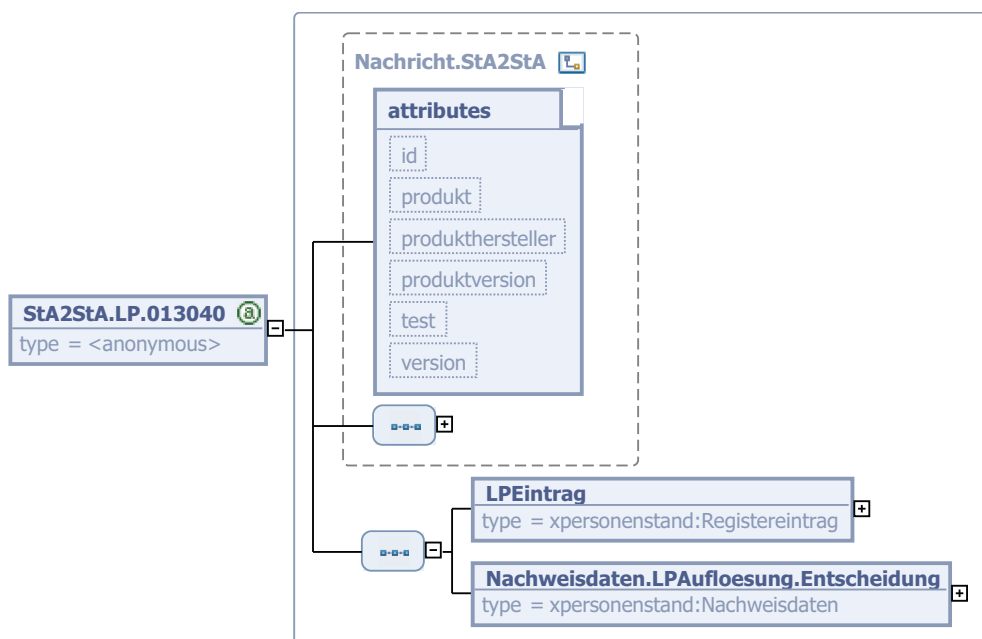 Nachricht.StA2StA
attributes
id
produkt
produkthersteller
produktversion
test
version
StA2StA.LP.013040
type = <anonymous>
LPEintrag
type = xpersonenstand:Registereintrag
Nachweisdaten.LPAufloesung.Entscheidung
type = xpersonenstand:Nachweisdaten